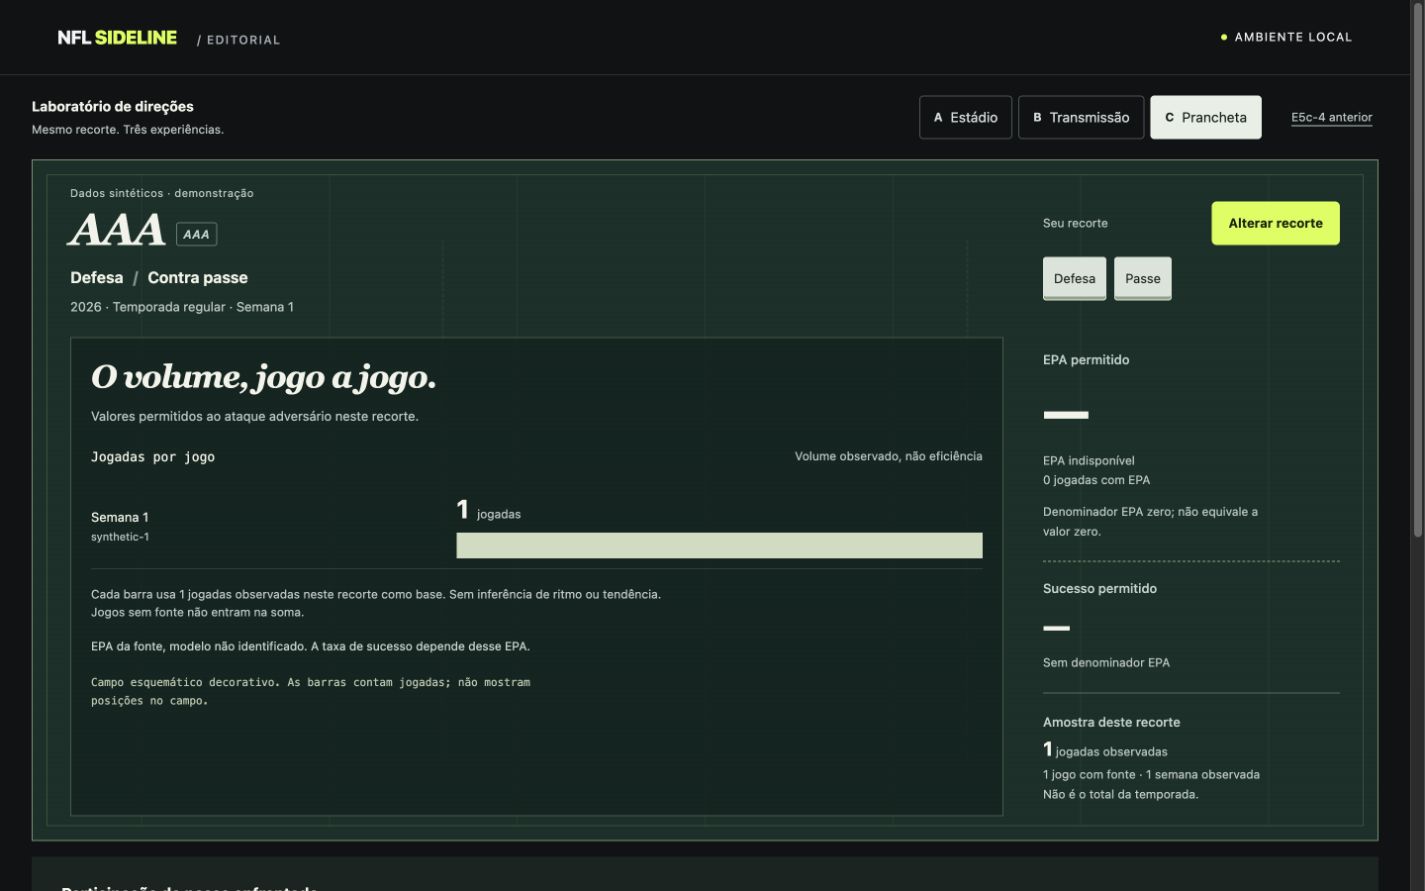 NFL SIDELINE / EDITORIAL
AMBIENTE LOCAL
Laboratório de direções
Mesmo recorte. Três experiências.
A Estádio
B Transmissão
C Prancheta
E5c-4 anterior
Dados sintéticos · demonstração
AAA AAA
Defesa / Contra passe
2026 · Temporada regular · Semana 1
Seu recorte
Alterar recorte
Defesa
Passe
O volume, jogo a jogo.
Valores permitidos ao ataque adversário neste recorte.
Jogadas por jogo
Volume observado, não eficiência
Semana 1
synthetic-1
1 jogadas
Cada barra usa 1 jogadas observadas neste recorte como base. Sem inferência de ritmo ou tendência.
Jogos sem fonte não entram na soma.
EPA da fonte, modelo não identificado. A taxa de sucesso depende desse EPA.
Campo esquemático decorativo. As barras contam jogadas; não mostram
posições no campo.
EPA permitido
—
EPA indisponível
0 jogadas com EPA
Denominador EPA zero; não equivale a
valor zero.
Sucesso permitido
—
Sem denominador EPA
Amostra deste recorte
1 jogadas observadas
1 jogo com fonte · 1 semana observada
Não é o total da temporada.